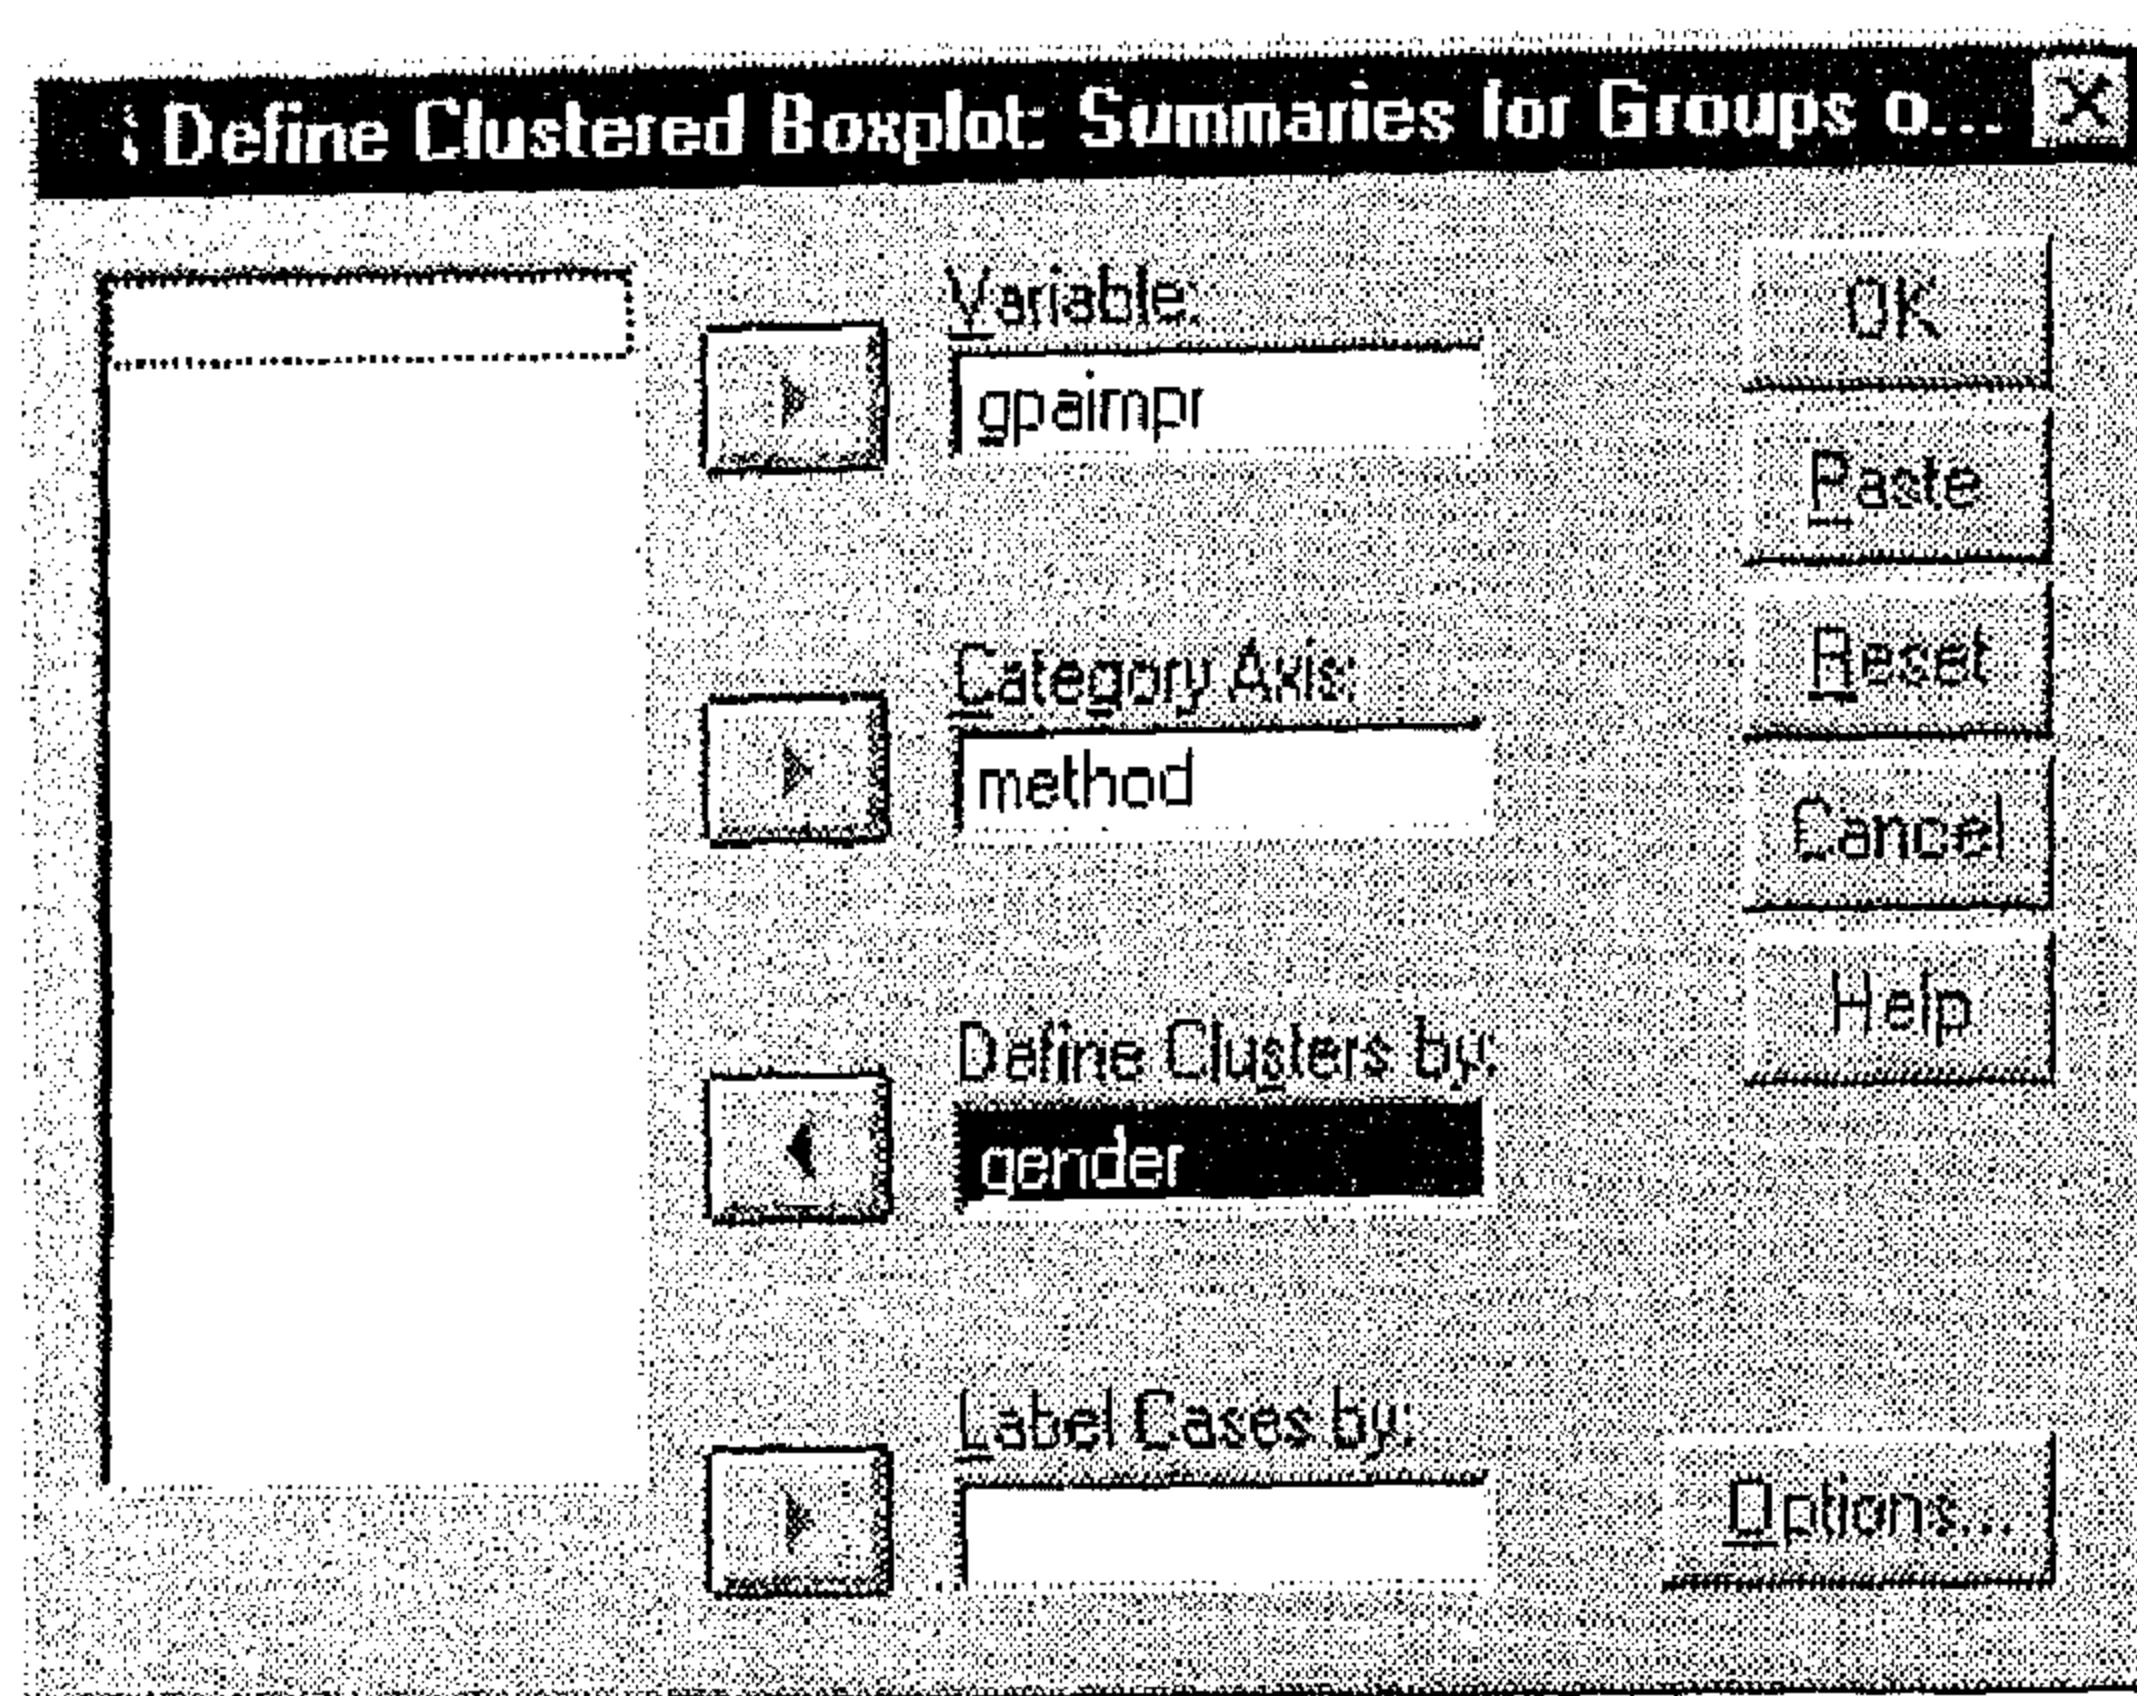 Define Clustered Boxplot: Summaries for Groups o...
Variable:
gpaimpr
Category Axis:
method
Define Clusters by:
gender
Label Cases by:
OK
Paste
Reset
Cancel
Help
Options...